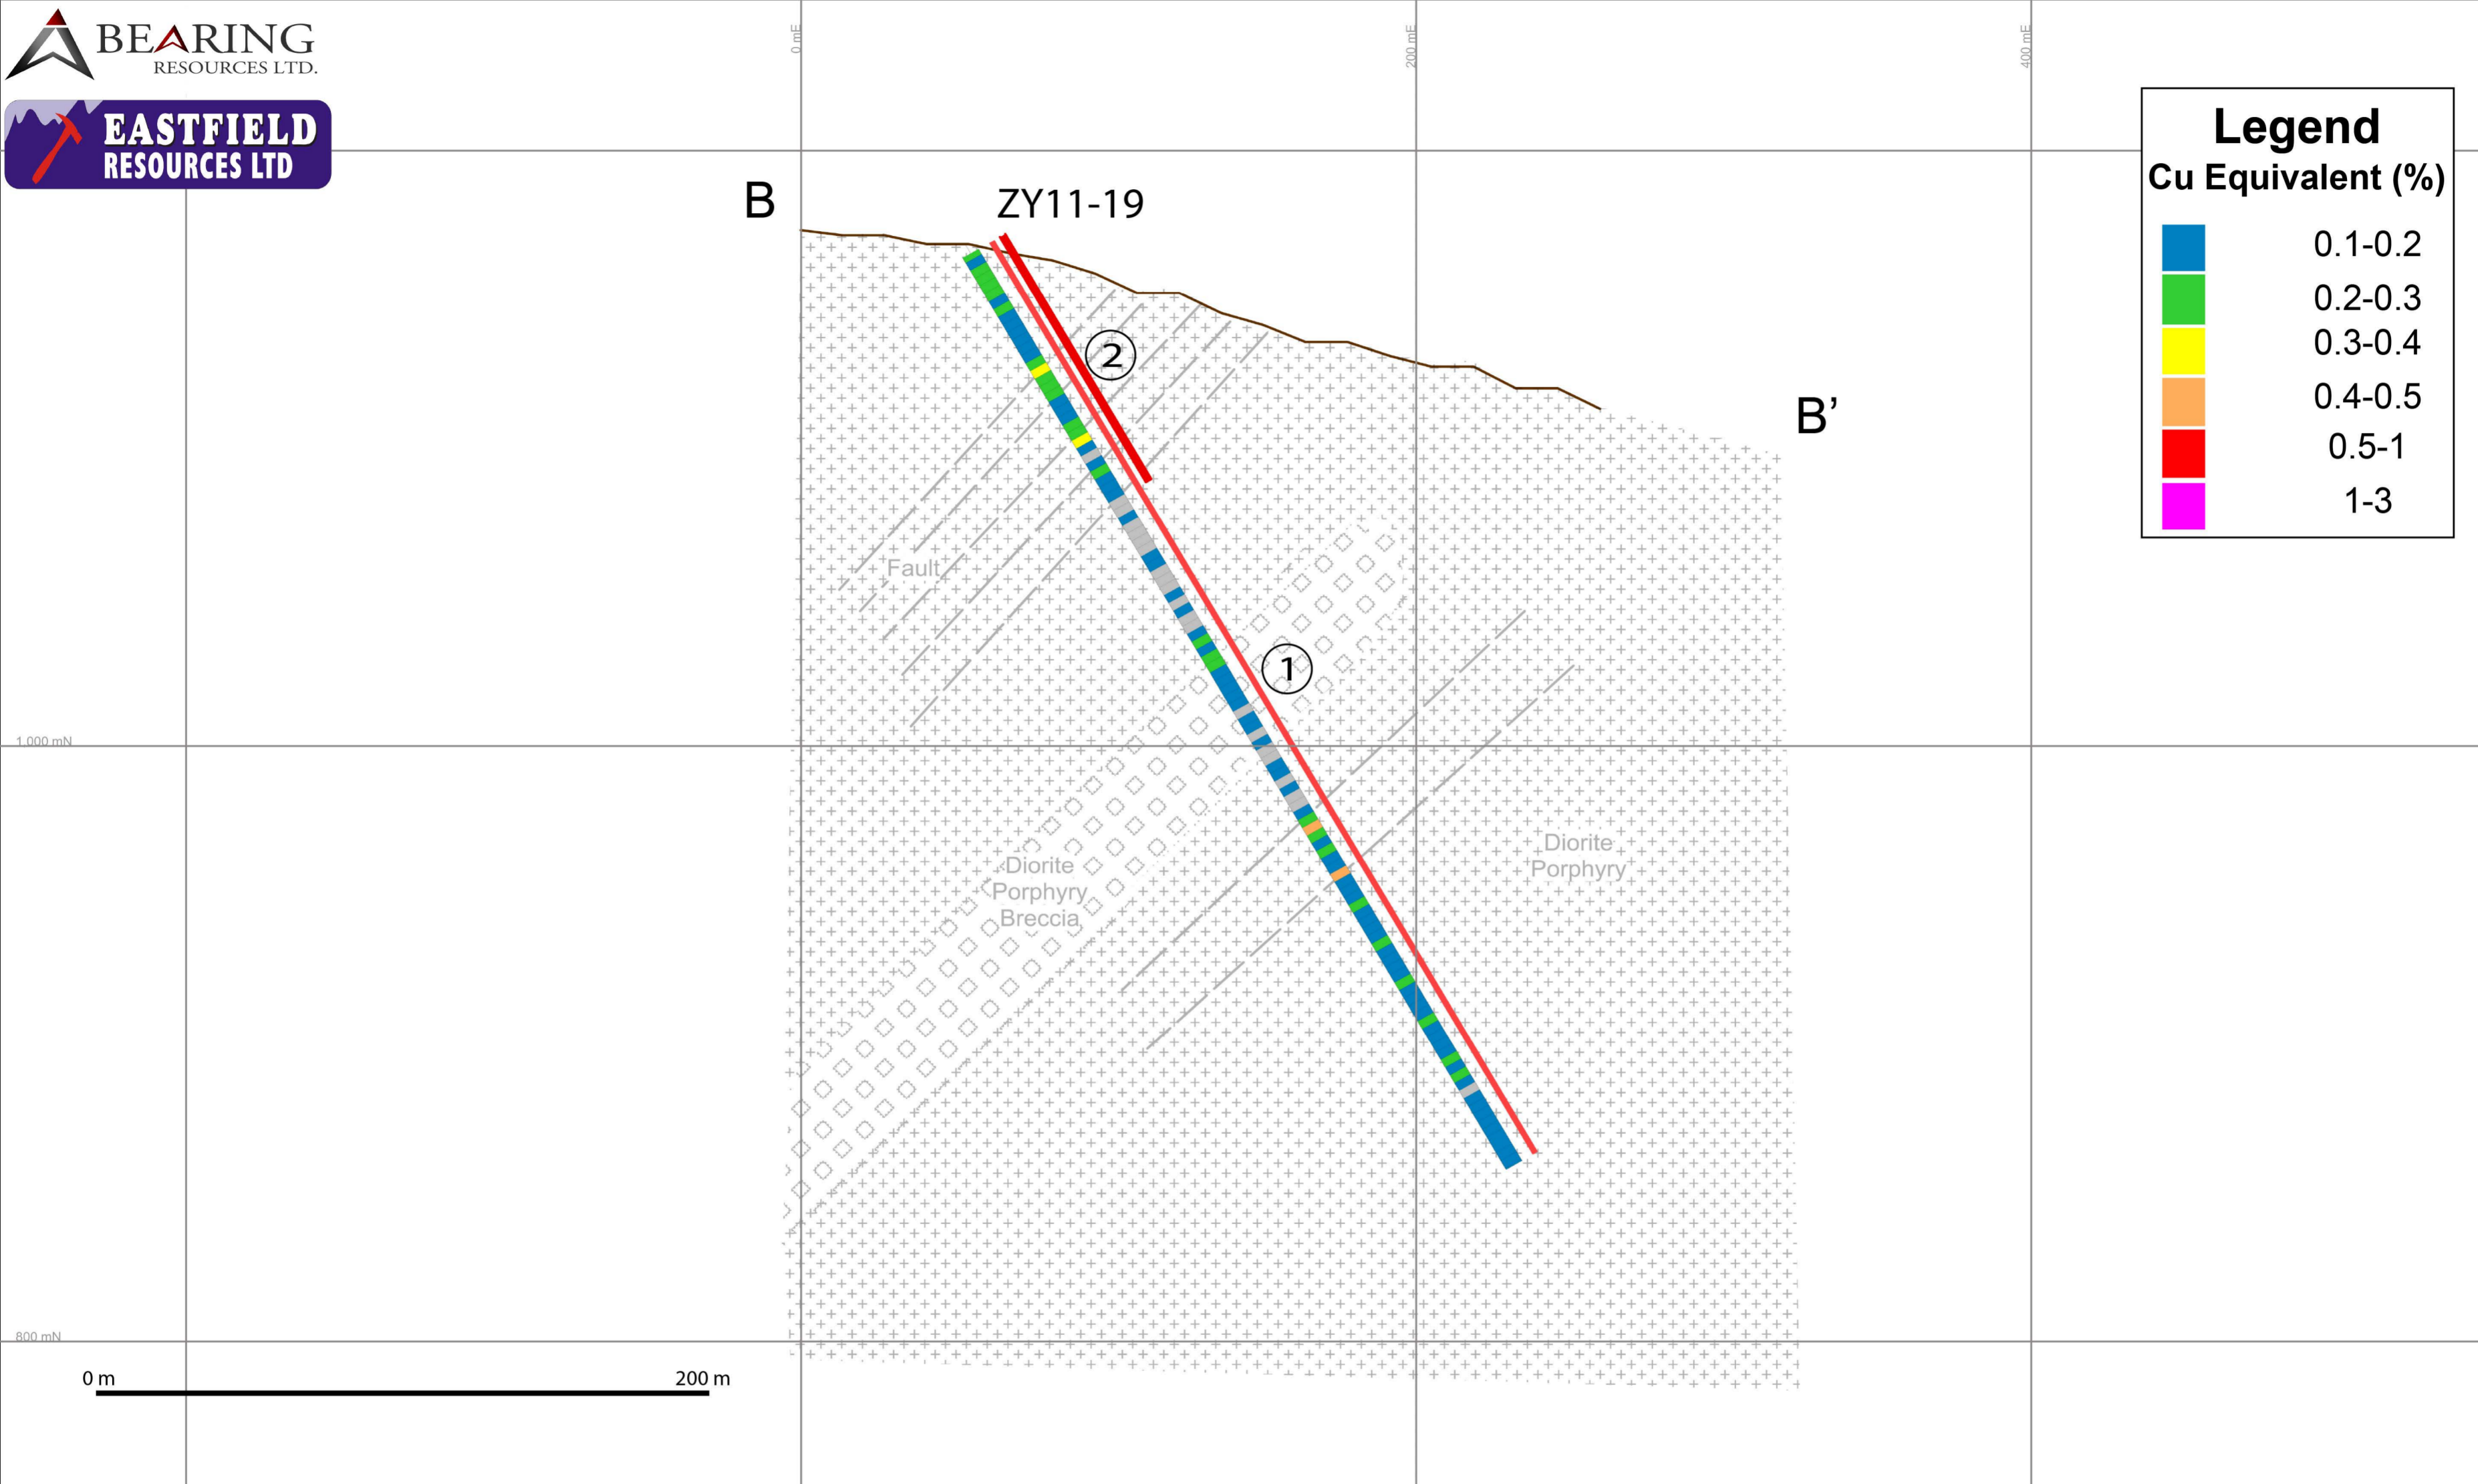 BEARING
RESOURCES LTD.
EASTFIELD
RESOURCES LTD
0 mE
200 mE
400 mE
B
ZY11-19
B’
2
Fault
1
1,000 mN
Diorite
Porphyry
Breccia
Diorite
Porphyry
800 mN
0 m
200 m
Legend
Cu Equivalent (%)
0.1-0.2
0.2-0.3
0.3-0.4
0.4-0.5
0.5-1
1-3